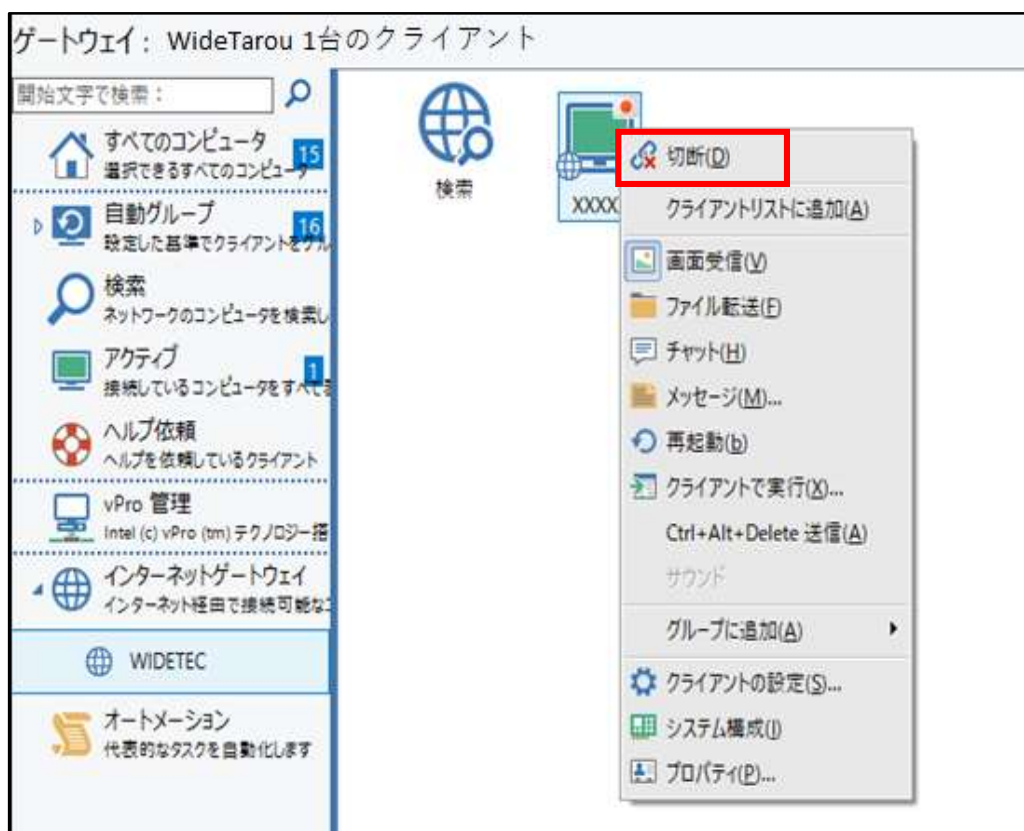 ゲートウェイ： WideTarou 1台のクライアント
開始文字で検索：
すべてのコンピュータ
選択できるすべてのコンピュータ
15
自動グループ
設定した基準でクライアントをグル
16
検索
ネットワークのコンピュータを検索し
アクティブ
接続しているコンピュータをすべて
1
ヘルプ依頼
ヘルプを依頼しているクライアント
vPro 管理
Intel (c) vPro (tm) テクノロジー搭
インターネットゲートウェイ
インターネット経由で接続可能な
WIDETEC
オートメーション
代表的なタスクを自動化します
検索
XXXX
切断(D)
クライアントリストに追加(A)
画面受信(V)
ファイル転送(F)
チャット(H)
メッセージ(M)...
再起動(b)
クライアントで実行(X)...
Ctrl+Alt+Delete 送信(A)
サウンド
グループに追加(A)
クライアントの設定(S)...
システム構成(I)
プロパティ(P)...